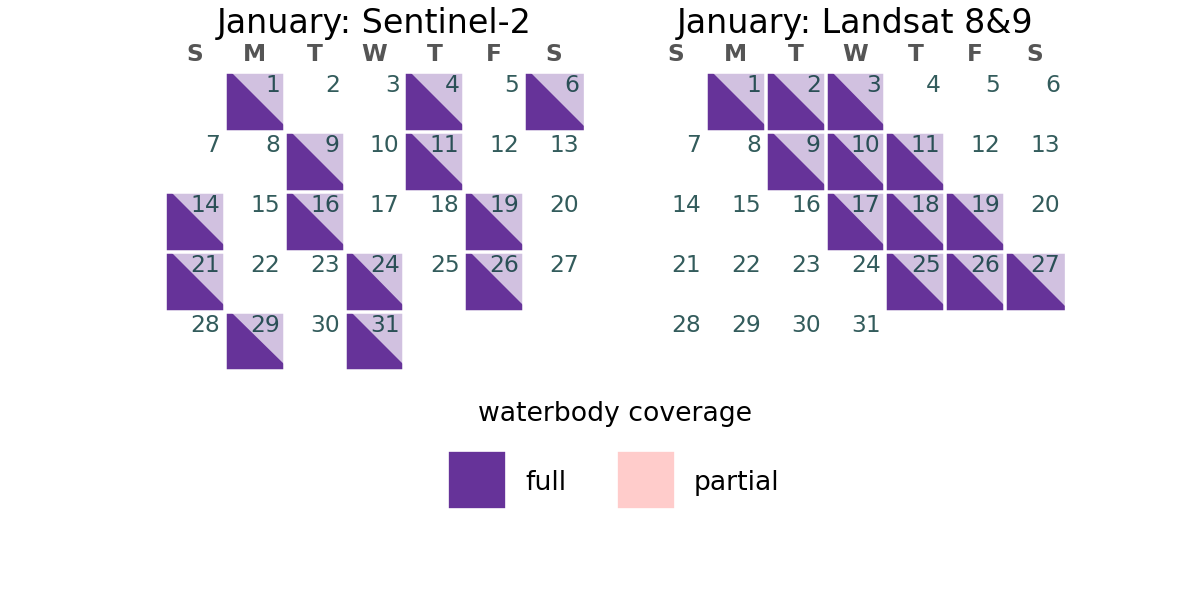 January: Sentinel-2
S M T W T F S
1 2 3 4 5 6
7 8 9 10 11 12 13
14 15 16 17 18 19 20
21 22 23 24 25 26 27
28 29 30 31
January: Landsat 8&9
S M T W T F S
1 2 3 4 5 6
7 8 9 10 11 12 13
14 15 16 17 18 19 20
21 22 23 24 25 26 27
28 29 30 31
waterbody coverage
full partial